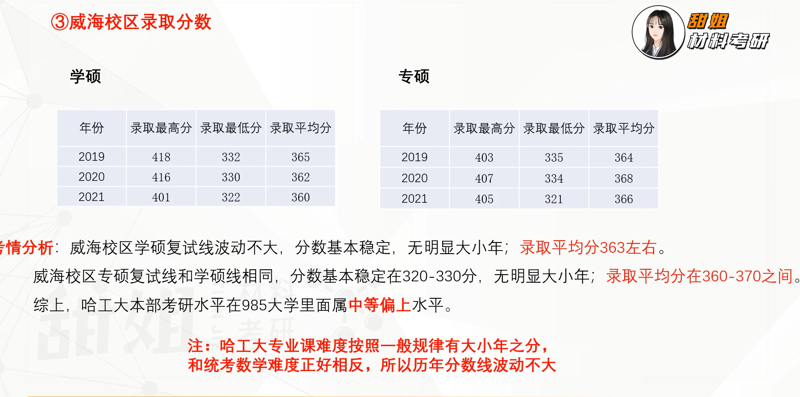 ③威海校区录取分数
甜姐
材料考研
学硕
专硕
年份 录取最高分 录取最低分 录取平均分
2019 418 332 365
2020 416 330 362
2021 401 322 360
年份 录取最高分 录取最低分 录取平均分
2019 403 335 364
2020 407 334 368
2021 405 321 366
考情分析：威海校区学硕复试线波动不大，分数基本稳定，无明显大小年；录取平均分363左右。
威海校区专硕复试线和学硕线相同，分数基本稳定在320-330分，无明显大小年；录取平均分在360-370之间。
综上，哈工大本部考研水平在985大学里面属中等偏上水平。
注：哈工大专业课难度按照一般规律有大小年之分，
和统考数学难度正好相反，所以历年分数线波动不大